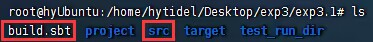 root@hyUbuntu:/home/hytidel/Desktop/exp3/exp3.1# ls
build.sbt project src target test_run_dir